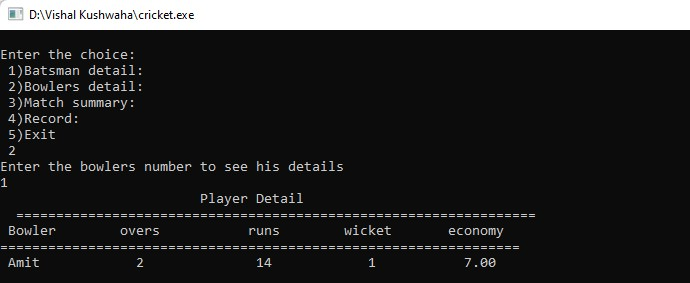 D:\Vishal Kushwaha\cricket.exe
Enter the choice:
1)Batsman detail:
2)Bowlers detail:
3)Match summary:
4)Record:
5)Exit
2
Enter the bowlers number to see his details
1
Player Detail
=================================================================
Bowler overs runs wicket economy
=================================================================
Amit 2 14 1 7.00